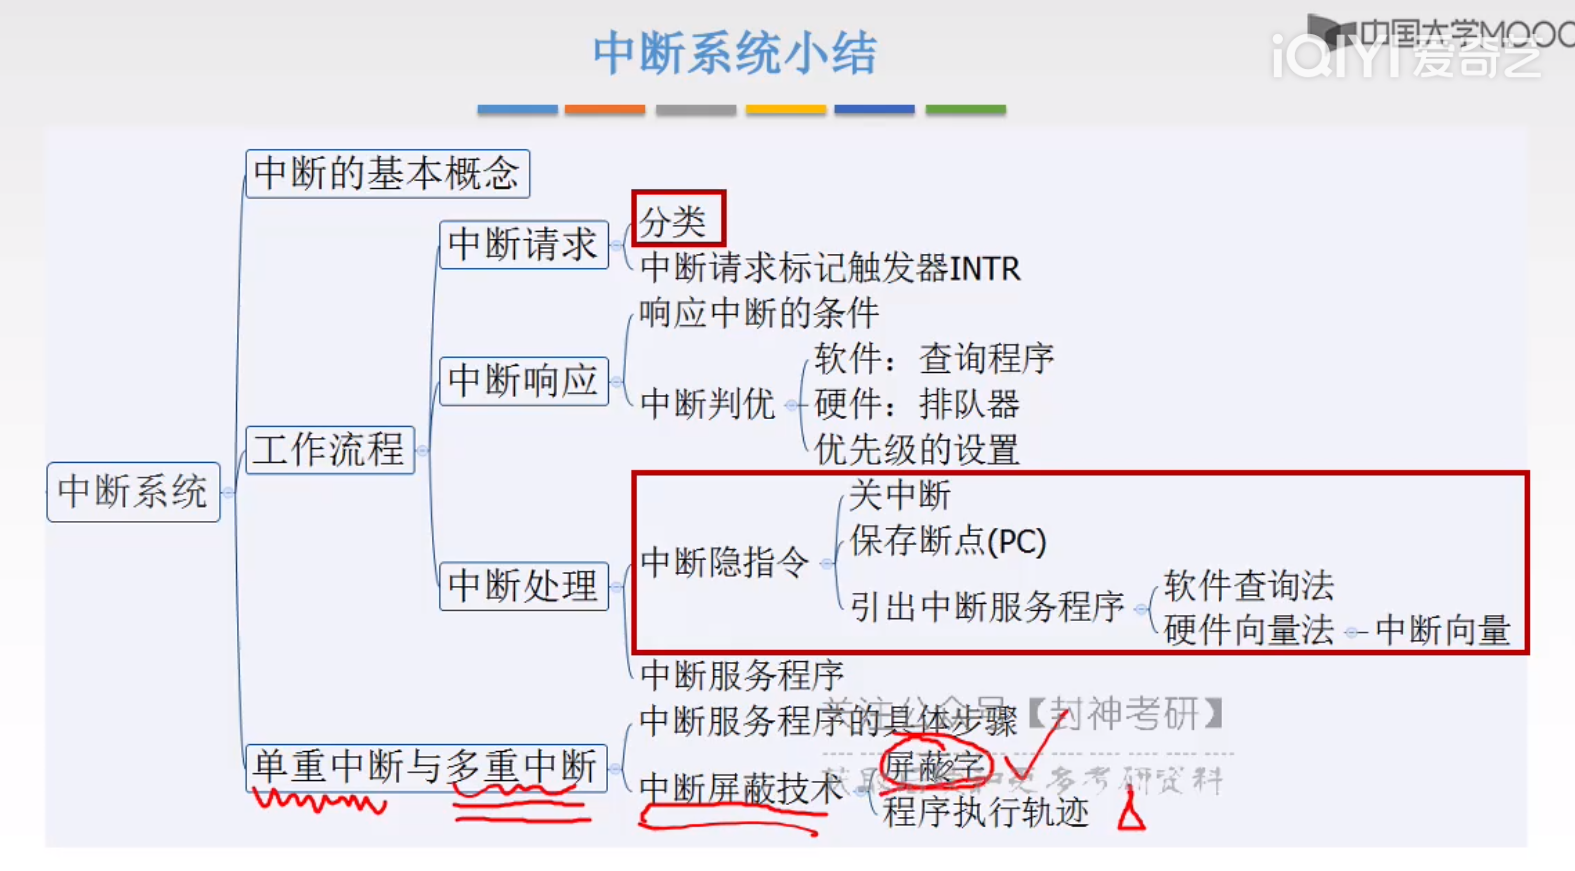 中断系统小结
中国大学MOOC
iQIYI 爱奇艺
中断的基本概念
分类
中断请求
中断请求标记触发器INTR
响应中断的条件
软件：查询程序
中断响应
中断判优
硬件：排队器
优先级的设置
工作流程
中断系统
关中断
保存断点(PC)
中断隐指令
中断处理
引出中断服务程序
软件查询法
硬件向量法
中断向量
中断服务程序
关注公众号【封神考研】
中断服务程序的具体步骤
单重中断与多重中断
屏蔽字
中断屏蔽技术
更多考研资料
程序执行轨迹